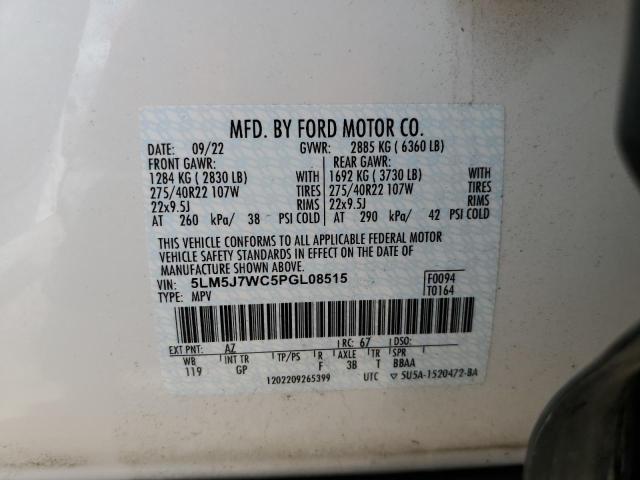 MFD. BY FORD MOTOR CO.
DATE: 09/22 GVWR: 2885 KG ( 6360 LB)
FRONT GAWR: REAR GAWR:
1284 KG ( 2830 LB) WITH 1692 KG ( 3730 LB) WITH
275/40R22 107W TIRES 275/40R22 107W TIRES
22x9.5J RIMS 22x9.5J RIMS
AT 260 kPa/ 38 PSI COLD AT 290 kPa/ 42 PSI COLD
THIS VEHICLE CONFORMS TO ALL APPLICABLE FEDERAL MOTOR
VEHICLE SAFETY STANDARDS IN EFFECT ON THE DATE OF
MANUFACTURE SHOWN ABOVE.
VIN: 5LM5J7WC5PGL08515 F0094
TYPE: MPV T0164
EXT PNT: AZ RC: 67 DSO:
WB INT TR TP/PS R AXLE TR SPR
119 GP F 3B T BBAA
1202209265399 UTC 5U5A-1520472-BA